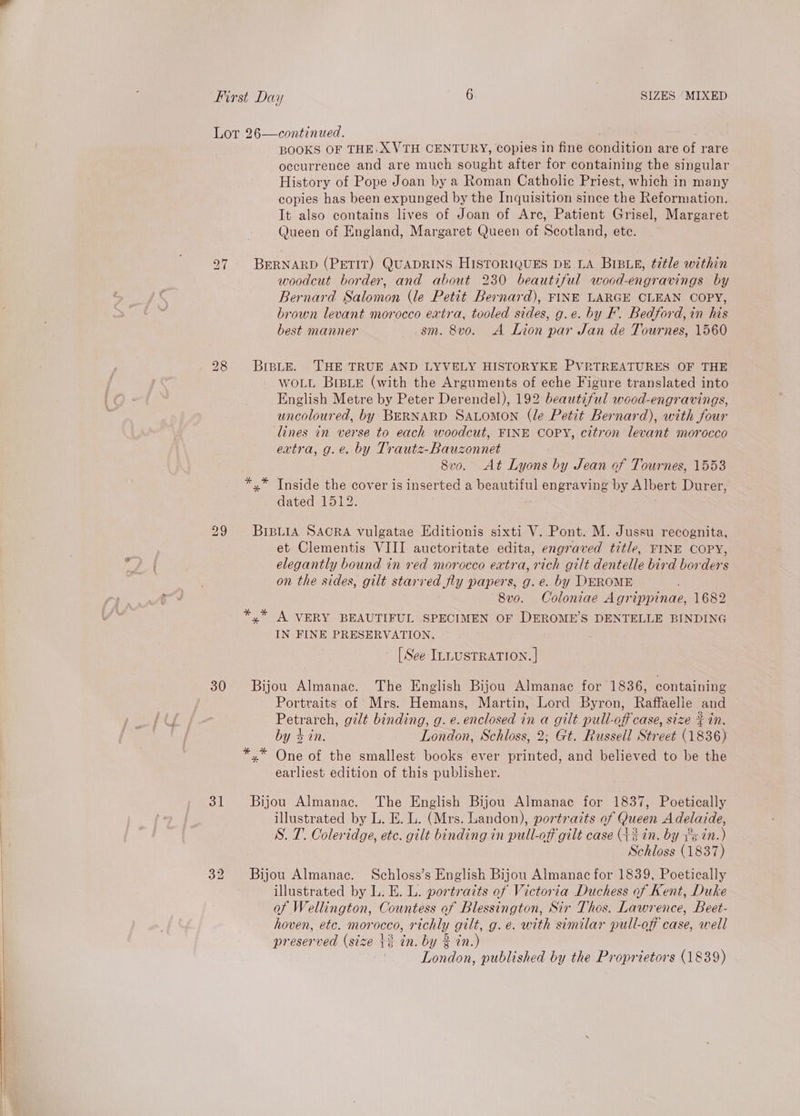 First Day 6 SIZES MIXED
Lot 26—continued.
BOOKS OF THE XVTH CENTURY, copies in fine condition are of rare
occurrence and are much sought after for containing the singular
History of Pope Joan by a Roman Catholic Priest, which in many
copies has been expunged by the Inquisition since the Reformation.
It also contains lives of Joan of Arc, Patient Grisel, Margaret
Queen of England, Margaret Queen of Scotland, etc.
27 BERNARD (PETIT) QUADRINS HISTORIQUES DE LA BIBLE, title within
woodcut border, and about 230 beautiful wood-engravings by
Bernard Salomon (le Petit Bernard), FINE LARGE CLEAN COPY,
brown levant morocco extra, tooled sides, g.e. by F. Bedford, in his
best manner sm. 8vo. A Lion par Jan de Tournes, 1560
28 BIBLE. THE TRUE AND LYVELY HISTORYKE PVRTREATURES OF THE
WOLL BIBLE (with the Arguments of eche Figure translated into
English Metre by Peter Derendel), 192 beautiful wood-engravings,
uncoloured, by BERNARD SALOMON (le Petit Bernard), with four
lines in verse to each woodcut, FINE COPY, citron levant morocco
extra, g.e. by Trautz-Bauzonnet
8vo. At Lyons by Jean of Tournes, 1553
*** Inside the cover is inserted a beautiful engraving by Albert Durer,
dated 1512.
29 BIBLIA SACRA vulgatae Editionis sixti V. Pont. M. Jussu recognita,
et Clementis VIII auctoritate edita, engraved title, FINE COPY,
elegantly bound in red morocco extra, rich gilt dentelle bird borders
on the sides, gilt starred fly papers, g. e. by DEROME
8vo. Coloniae Agrippinae, 1682
*** A VERY BEAUTIFUL SPECIMEN OF DEROME'S DENTELLE BINDING
IN FINE PRESERVATION.
[See ILLUSTRATION.]
30 Bijou Almanac. The English Bijou Almanac for 1836, containing
Portraits of Mrs. Hemans, Martin, Lord Byron, Raffaelle and
Petrarch, gilt binding, g. e. enclosed in a gilt pull-off case, size ¾ in.
by ½ in. London, Schloss, 2; Gt. Russell Street (1836)
*** One of the smallest books ever printed, and believed to be the
earliest edition of this publisher.
31 Bijou Almanac. The English Bijou Almanac for 1837, Poetically
illustrated by L. E. L. (Mrs. Landon), portraits of Queen Adelaide,
S. T. Coleridge, etc. gilt binding in pull-off gilt case ( in. by in.)
Schloss (1837)
32 Bijou Almanac. Schloss's English Bijou Almanac for 1839, Poetically
illustrated by L. E. L. portraits of Victoria Duchess of Kent, Duke
of Wellington, Countess of Blessington, Sir Thos. Lawrence, Beet-
hoven, etc. morocco, richly gilt, g. e. with similar pull-off case, well
preserved (size in. by in.)
London, published by the Proprietors (1839)